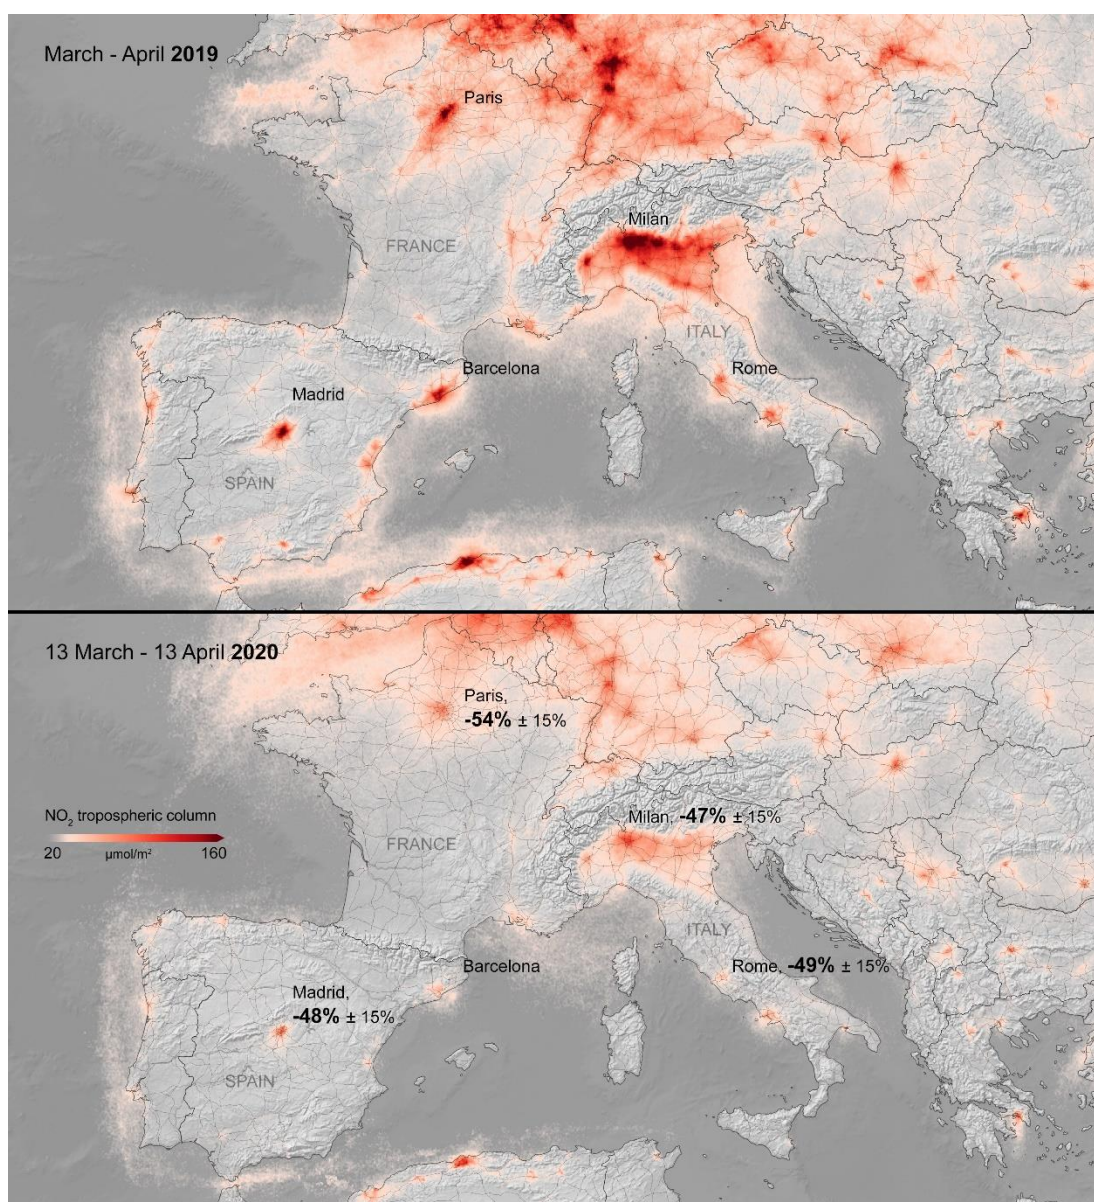 March - April 2019
Paris
Milan
FRANCE
ITALY
Barcelona
Rome
Madrid
SPAIN
13 March - 13 April 2020
Paris,
-54% ± 15%
NO₂ tropospheric column
20 µmol/m² 160
Milan, -47% ± 15%
FRANCE
ITALY
Barcelona
Rome, -49% ± 15%
Madrid,
-48% ± 15%
SPAIN